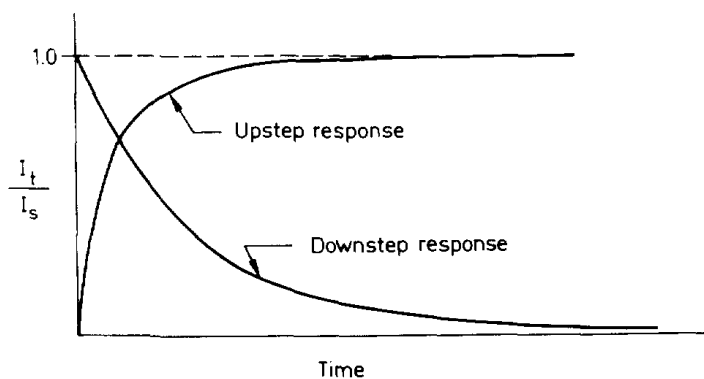 1.0
Upstep response
I_t
I_s
Downstep response
Time